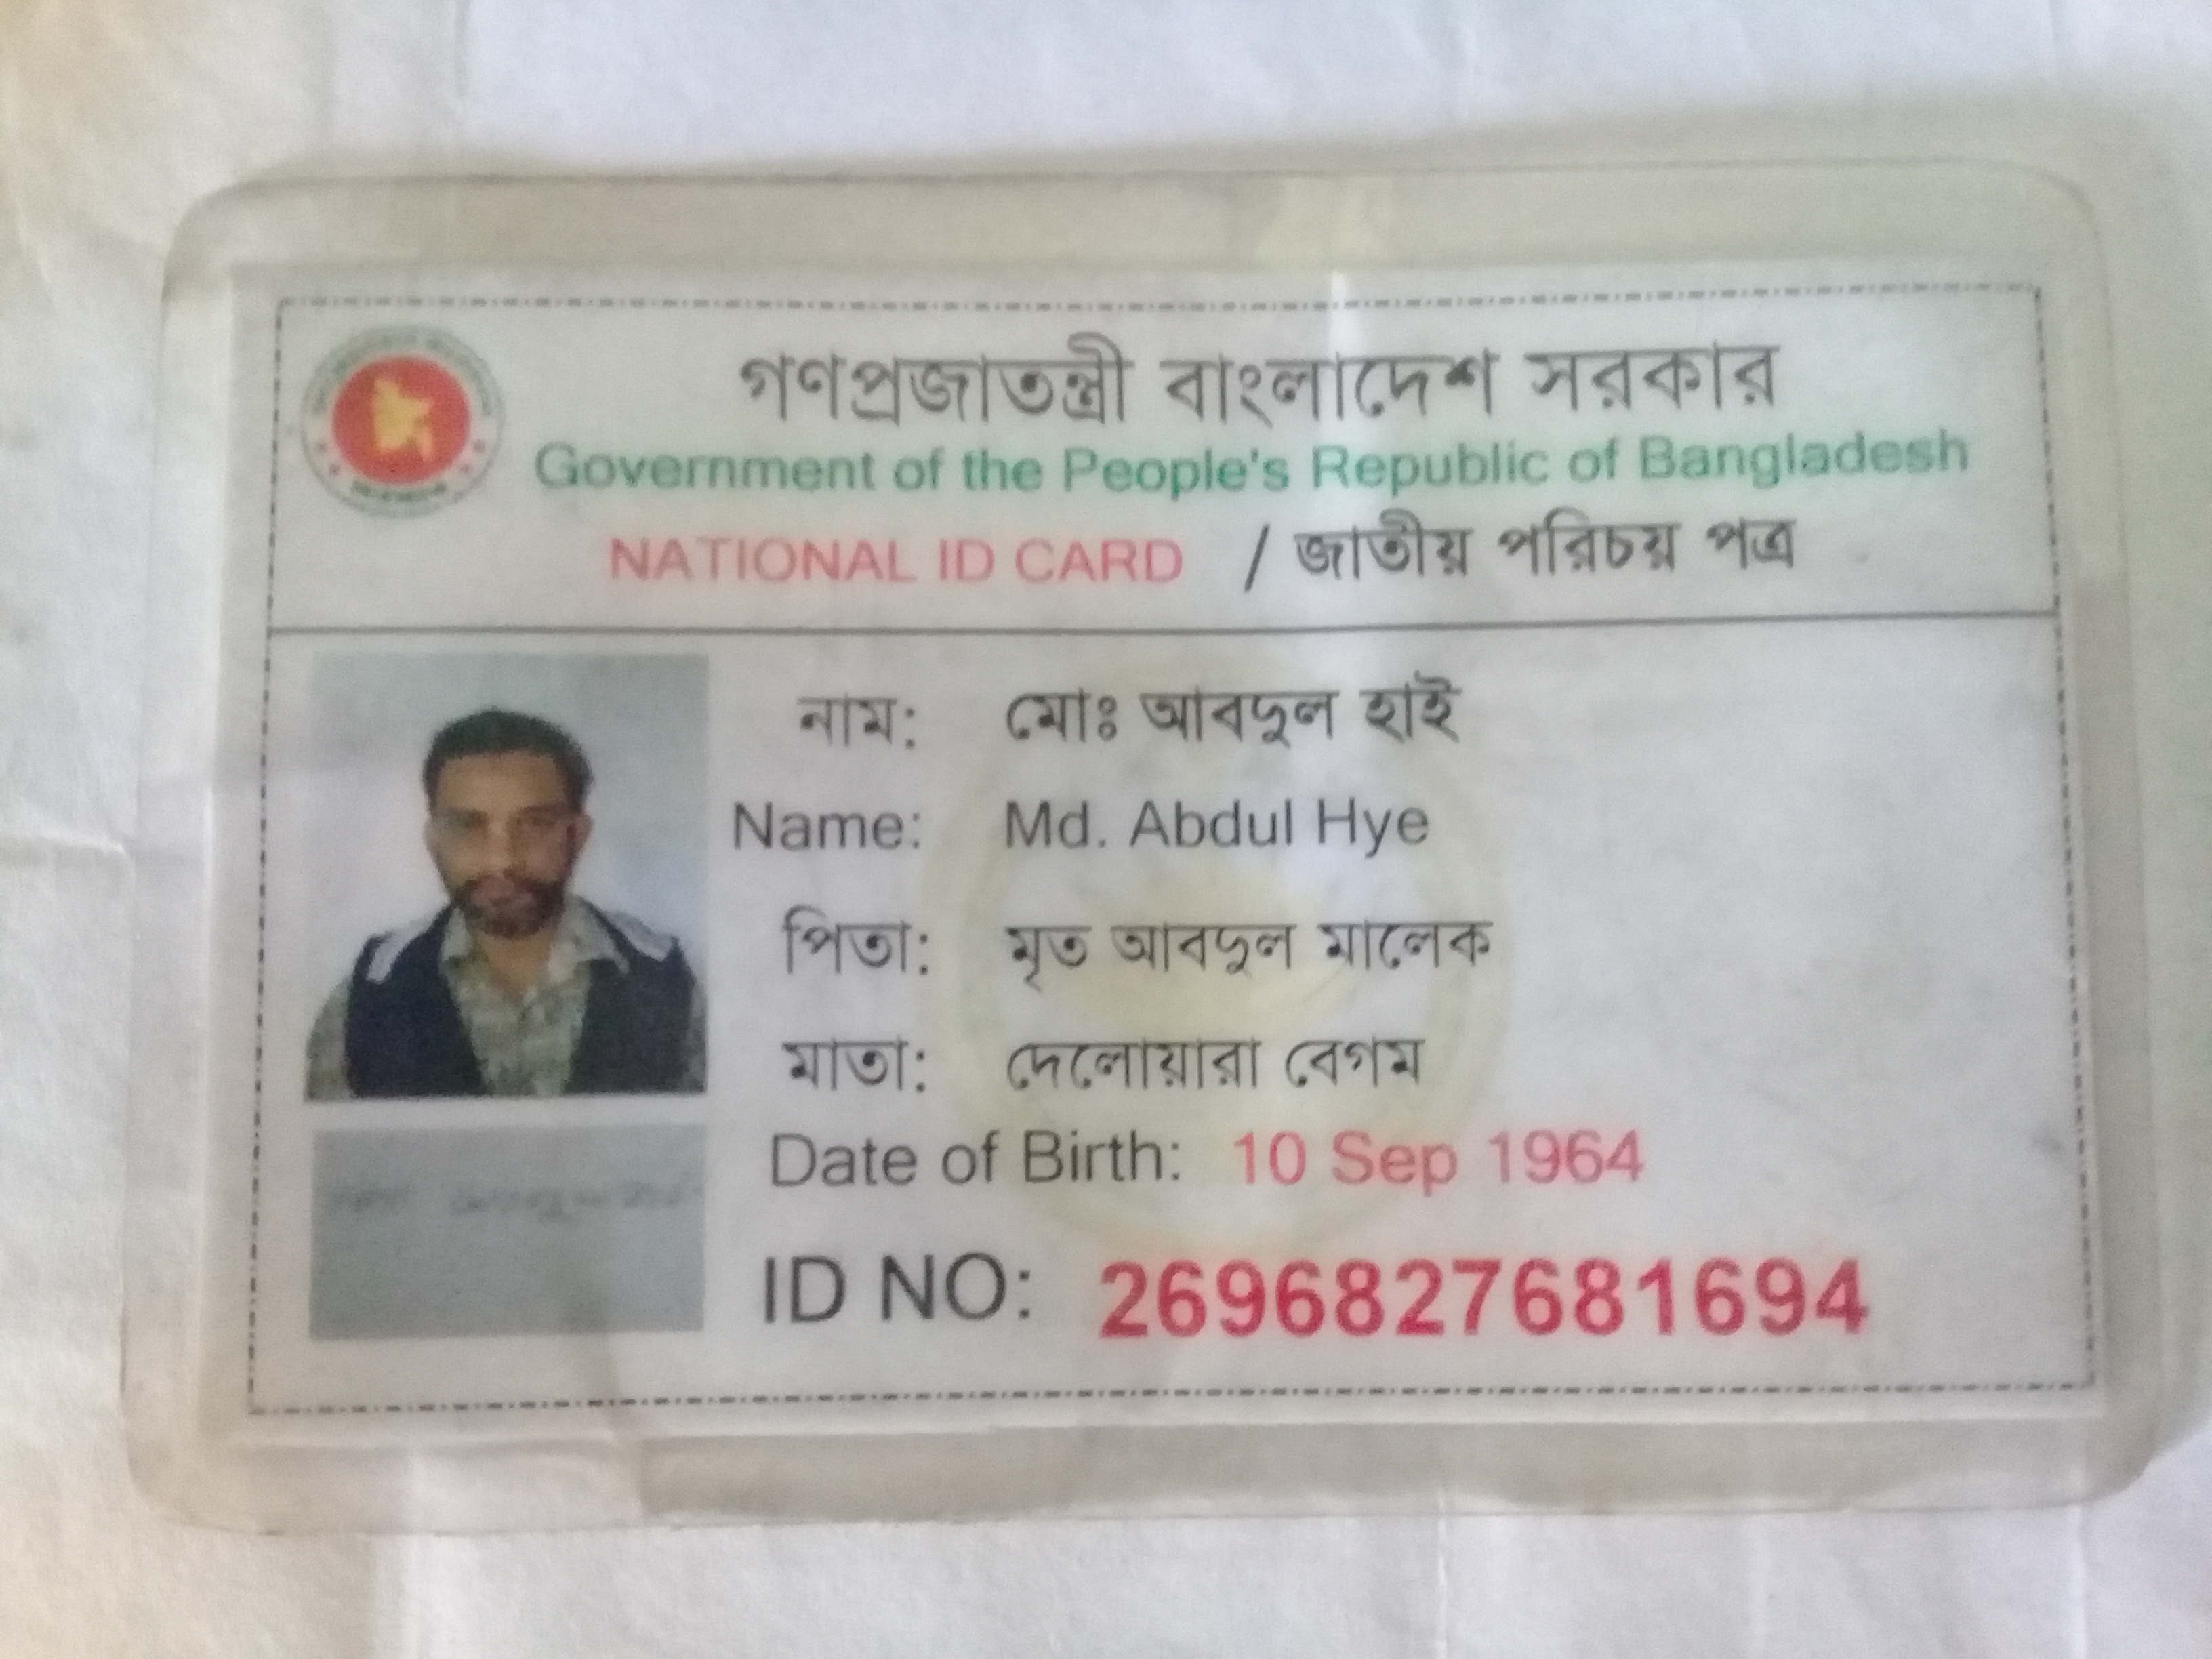 গণপ্রজাতন্ত্রী বাংলাদেশ সরকার
Government of the People's Republic of Bangladesh
NATIONAL ID CARD / জাতীয় পরিচয় পত্র
নাম: মোঃ আবদুল হাই
Name: Md. Abdul Hye
পিতা: মৃত আবদুল মালেক
মাতা: দেলোয়ারা বেগম
Date of Birth: 10 Sep 1964
ID NO: 2696827681694